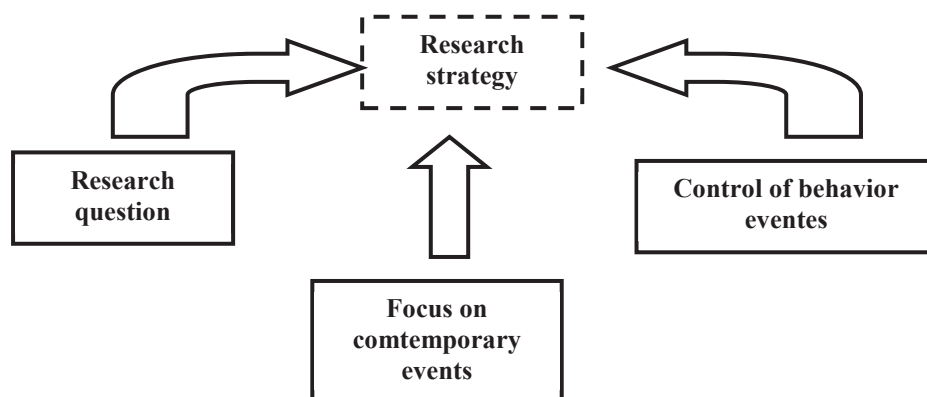 Research
strategy
Research
question
Control of behavior
eventes
Focus on
comtemporary
events